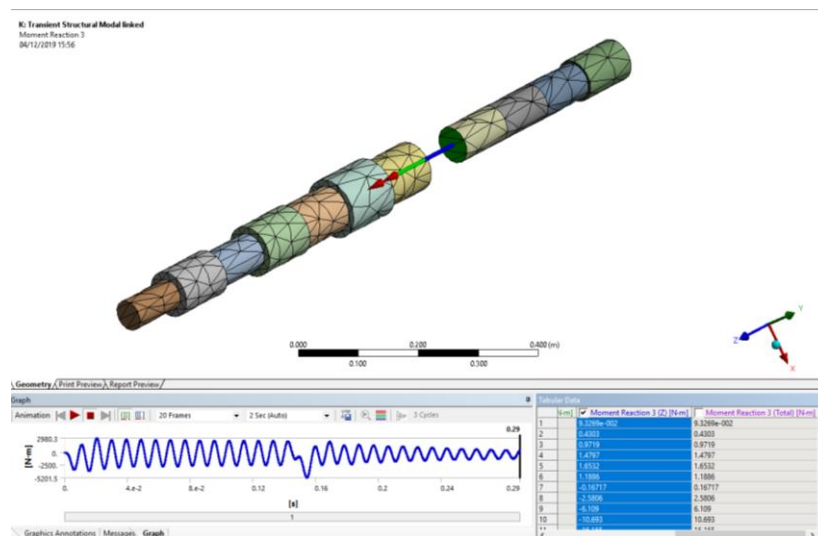 K: Transient Structural Modal linked
Moment Reaction 3
04/12/2019 15:56
0.000 0.200 0.400 (m)
0.100 0.300
Y
Z
X
Geometry Print Preview Report Preview
Graph
Tabular Data
Animation 20 Frames 2 Sec (Auto) 3 Cycles
Moment Reaction 3 (Z) [N·m] Moment Reaction 3 (Total) [N·m]
1 9.3269e-002 9.3269e-002
2 0.4303 0.4303
3 0.9719 0.9719
4 1.4797 1.4797
5 1.6532 1.6532
6 1.1886 1.1886
7 -0.16717 0.16717
8 -2.5806 2.5806
9 -6.109 6.109
10 -10.693 10.693
0.29
2980.3
0.
-2500.
-5201.5
[N·m]
0. 4.e-2 8.e-2 0.12 0.16 0.2 0.24 0.29
[s]
1
Graphics Annotations Messages Graph